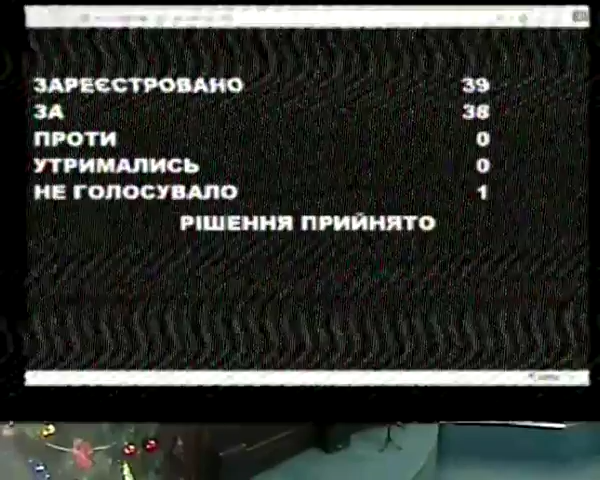 ЗАРЕЄСТРОВАНО 39
ЗА 38
ПРОТИ 0
УТРИМАЛИСЬ 0
НЕ ГОЛОСУВАЛО 1
РІШЕННЯ ПРИЙНЯТО